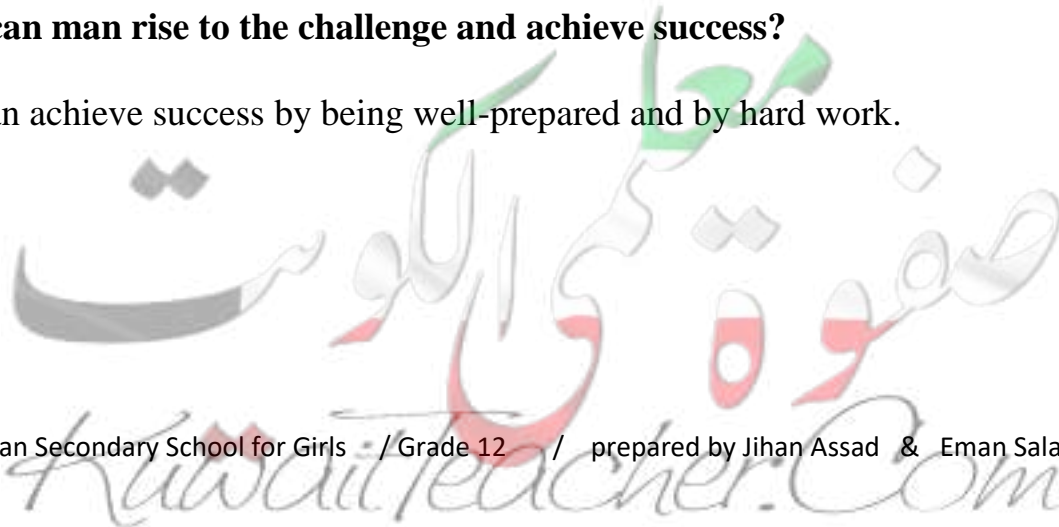 can man rise to the challenge and achieve success?
an achieve success by being well-prepared and by hard work.
صفوة معلمى الكويت
an Secondary School for Girls / Grade 12 / prepared by Jihan Assad & Eman Sala
KuwaitTeacher.Com